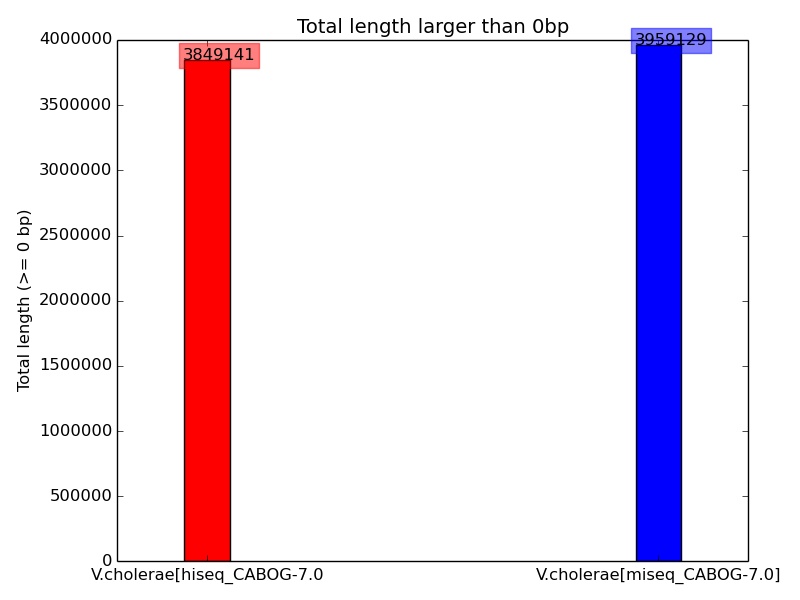 Total length larger than 0bp
4000000
3500000
3000000
2500000
2000000
1500000
1000000
500000
0
Total length (>= 0 bp)
3849141
3959129
V.cholerae[hiseq_CABOG-7.0
V.cholerae[miseq_CABOG-7.0]